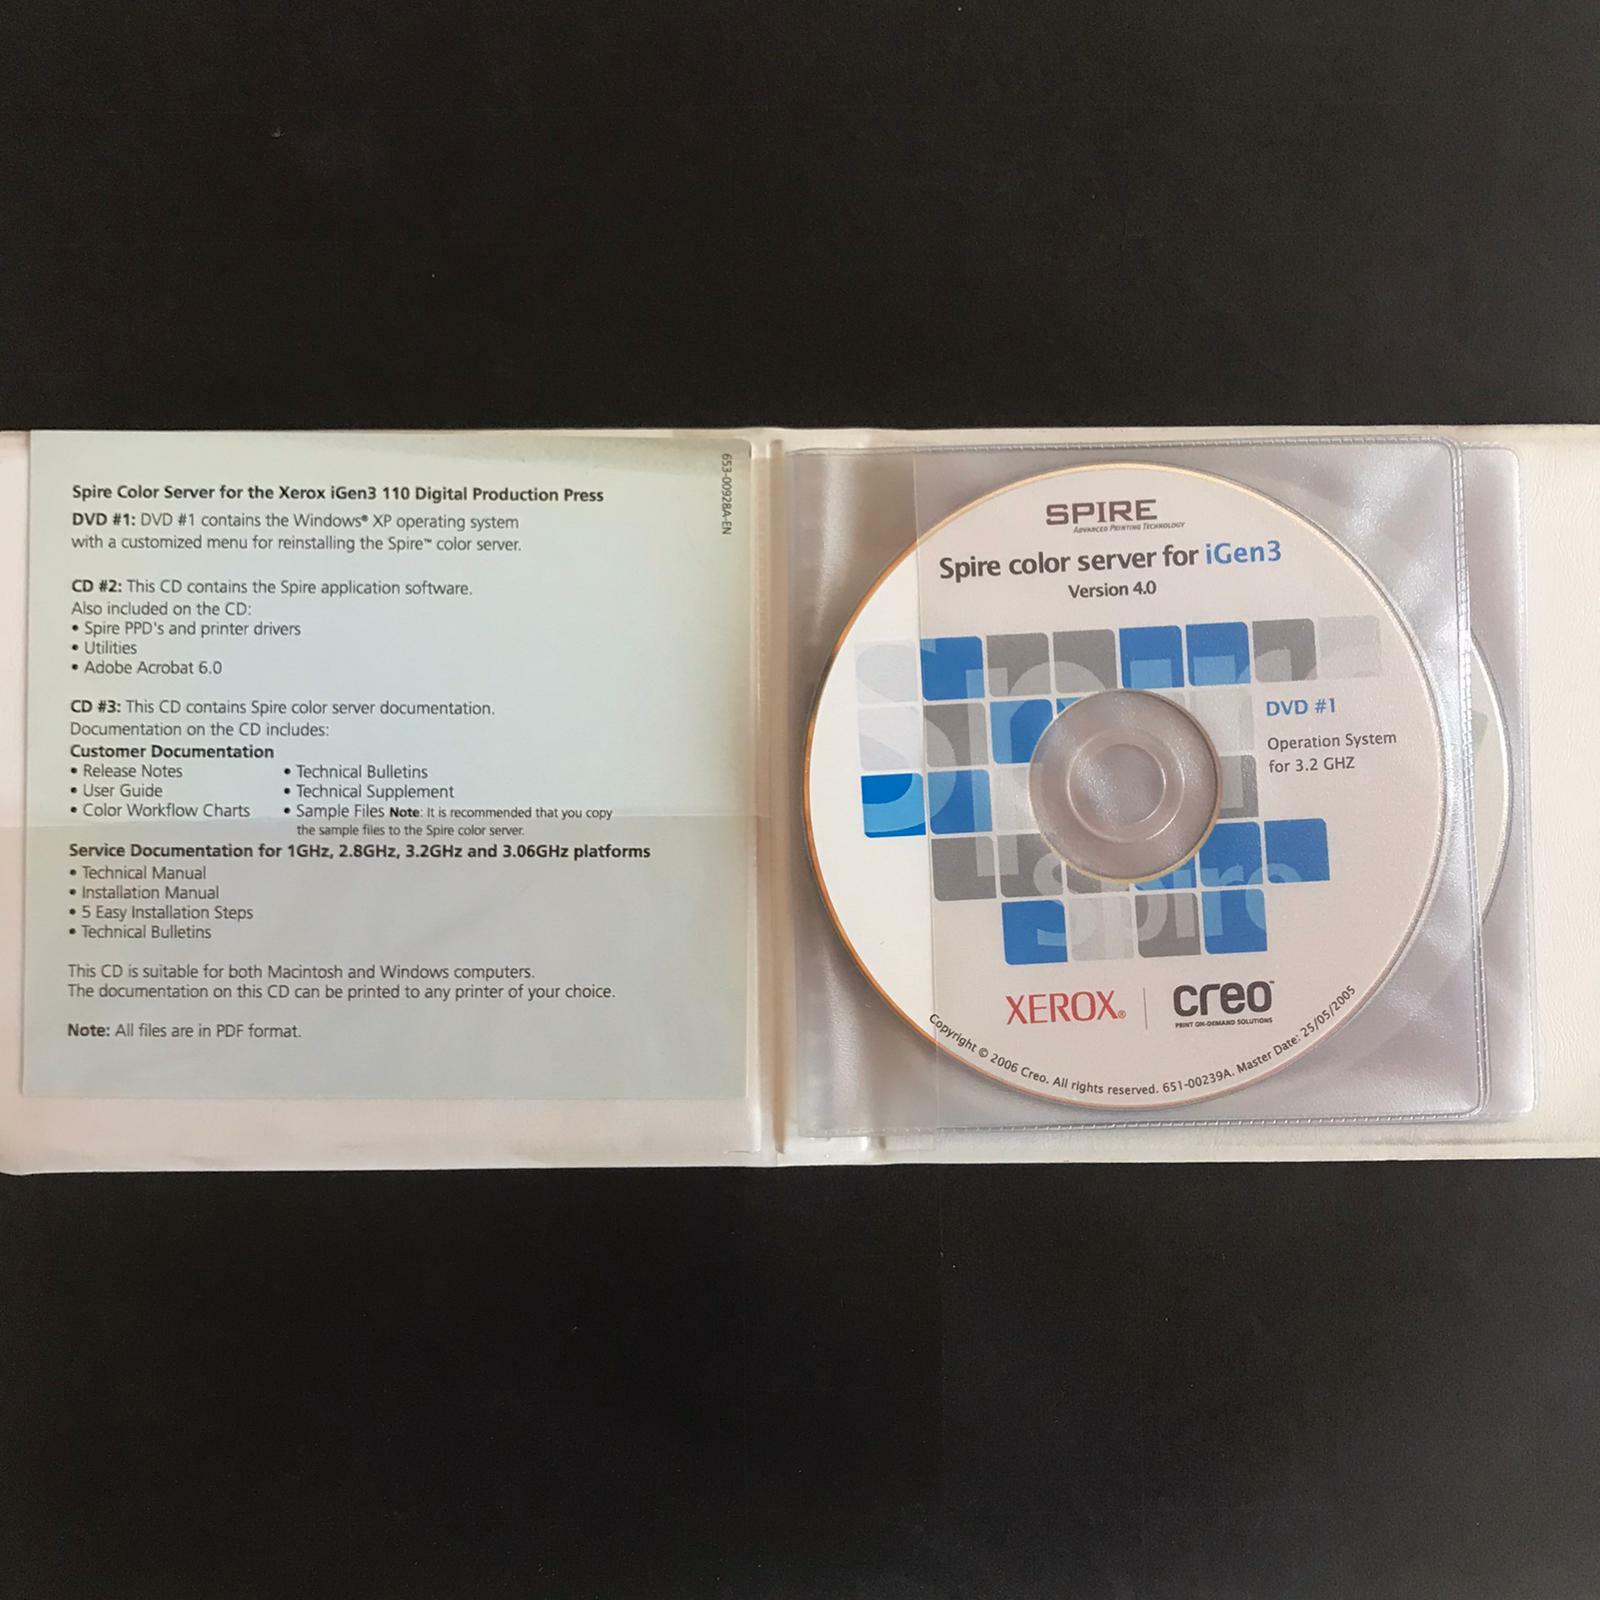 Spire Color Server for the Xerox iGen3 110 Digital Production Press
DVD #1: DVD #1 contains the Windows® XP operating system
with a customized menu for reinstalling the Spire™ color server.
CD #2: This CD contains the Spire application software.
Also included on the CD:
• Spire PPD's and printer drivers
• Utilities
• Adobe Acrobat 6.0
CD #3: This CD contains Spire color server documentation.
Documentation on the CD includes:
Customer Documentation
• Release Notes
• User Guide
• Color Workflow Charts
• Technical Bulletins
• Technical Supplement
• Sample Files Note: It is recommended that you copy
the sample files to the Spire color server.
Service Documentation for 1GHz, 2.8GHz, 3.2GHz and 3.06GHz platforms
• Technical Manual
• Installation Manual
• 5 Easy Installation Steps
• Technical Bulletins
This CD is suitable for both Macintosh and Windows computers.
The documentation on this CD can be printed to any printer of your choice.
Note: All files are in PDF format.
653-00928A-EN
SPIRE
ADVANCED PRINTING TECHNOLOGY
Spire color server for iGen3
Version 4.0
Spire
DVD #1
Operation System
for 3.2 GHZ
spire
XEROX®
creo™
PRINT ON-DEMAND SOLUTIONS
Copyright © 2006 Creo. All rights reserved. 651-00239A. Master Date: 25/05/2005